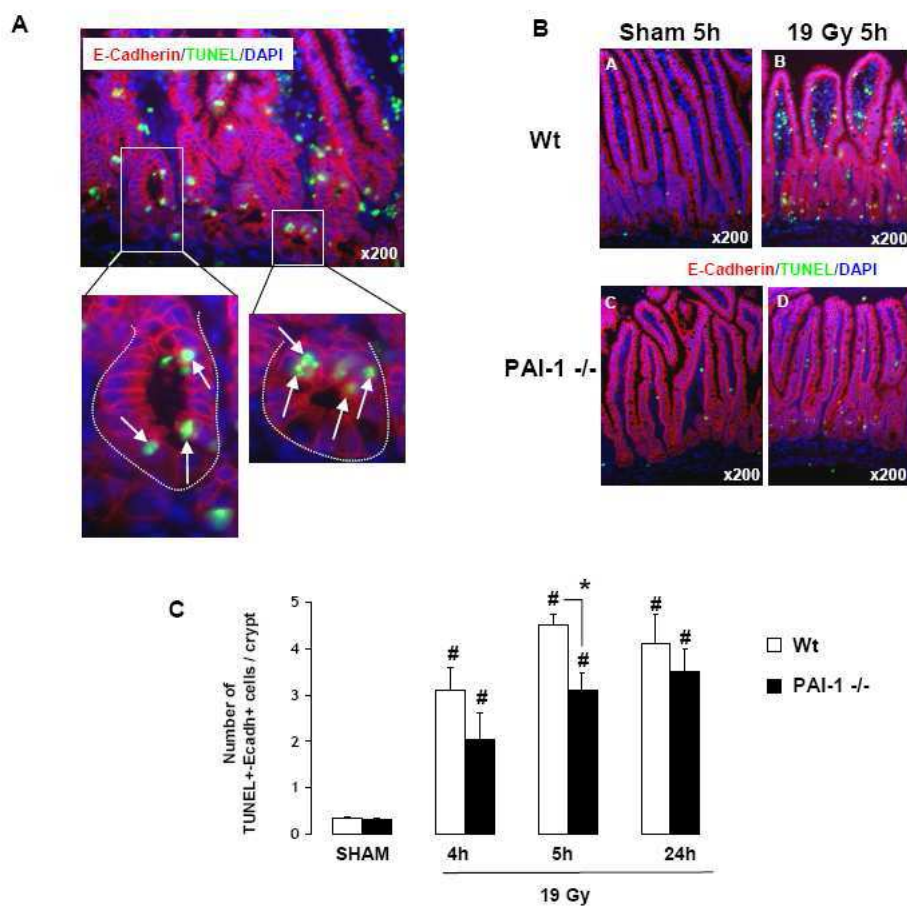 A
E-Cadherin/TUNEL/DAPI
x200
B
Sham 5h
19 Gy 5h
Wt
A
x200
B
x200
E-Cadherin/TUNEL/DAPI
PAI-1 -/-
C
x200
D
x200
C
Number of
TUNEL+-Ecadh+ cells / crypt
5
4
3
2
1
0
# # # * # # #
Wt
PAI-1 -/-
SHAM
4h
5h
24h
19 Gy